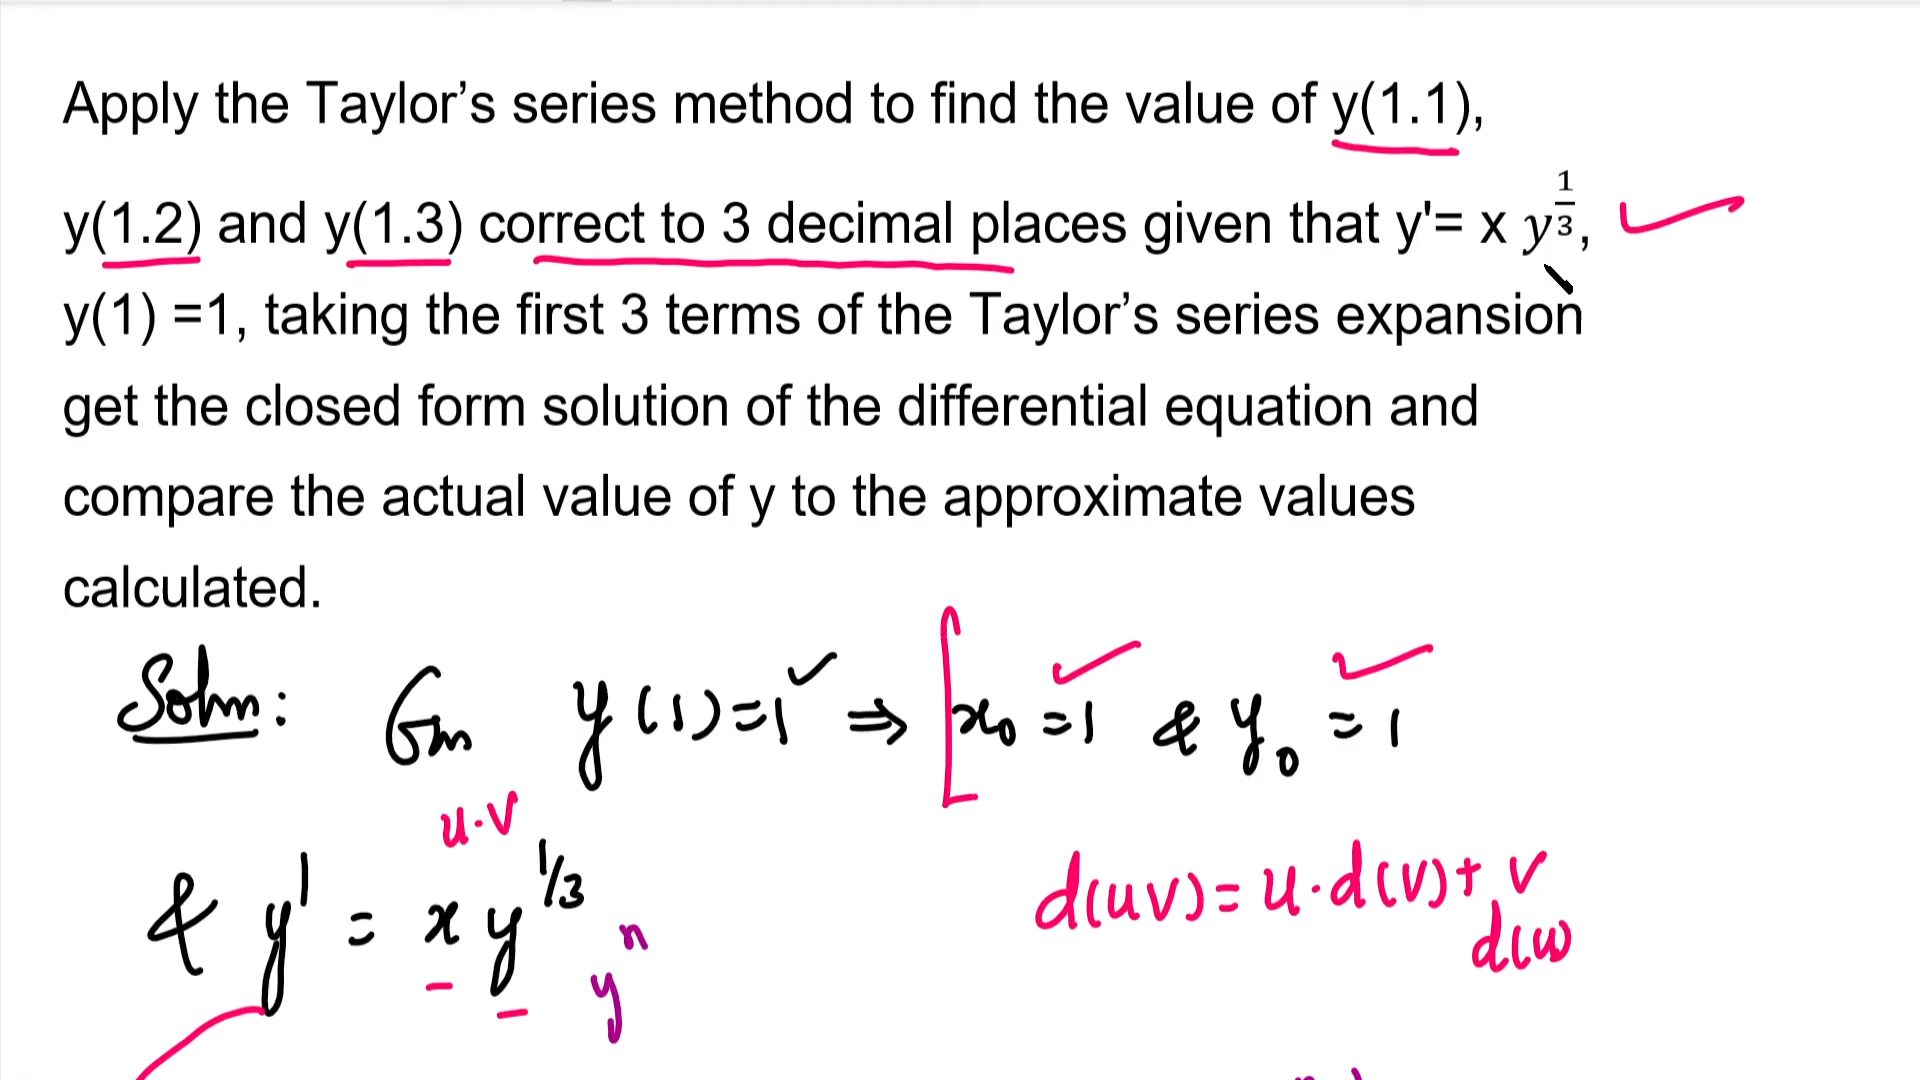 Apply the Taylor’s series method to find the value of y(1.1),
y(1.2) and y(1.3) correct to 3 decimal places given that y'= x y^{1/3},
y(1) =1, taking the first 3 terms of the Taylor’s series expansion
get the closed form solution of the differential equation and
compare the actual value of y to the approximate values
calculated.
Soln: Gn y(1)=1 ⇒ [x₀ =1 & y₀ = 1
u.v
& y' = x y^{1/3}
yⁿ
d(uv)= u.d(v)+ v
d(u)